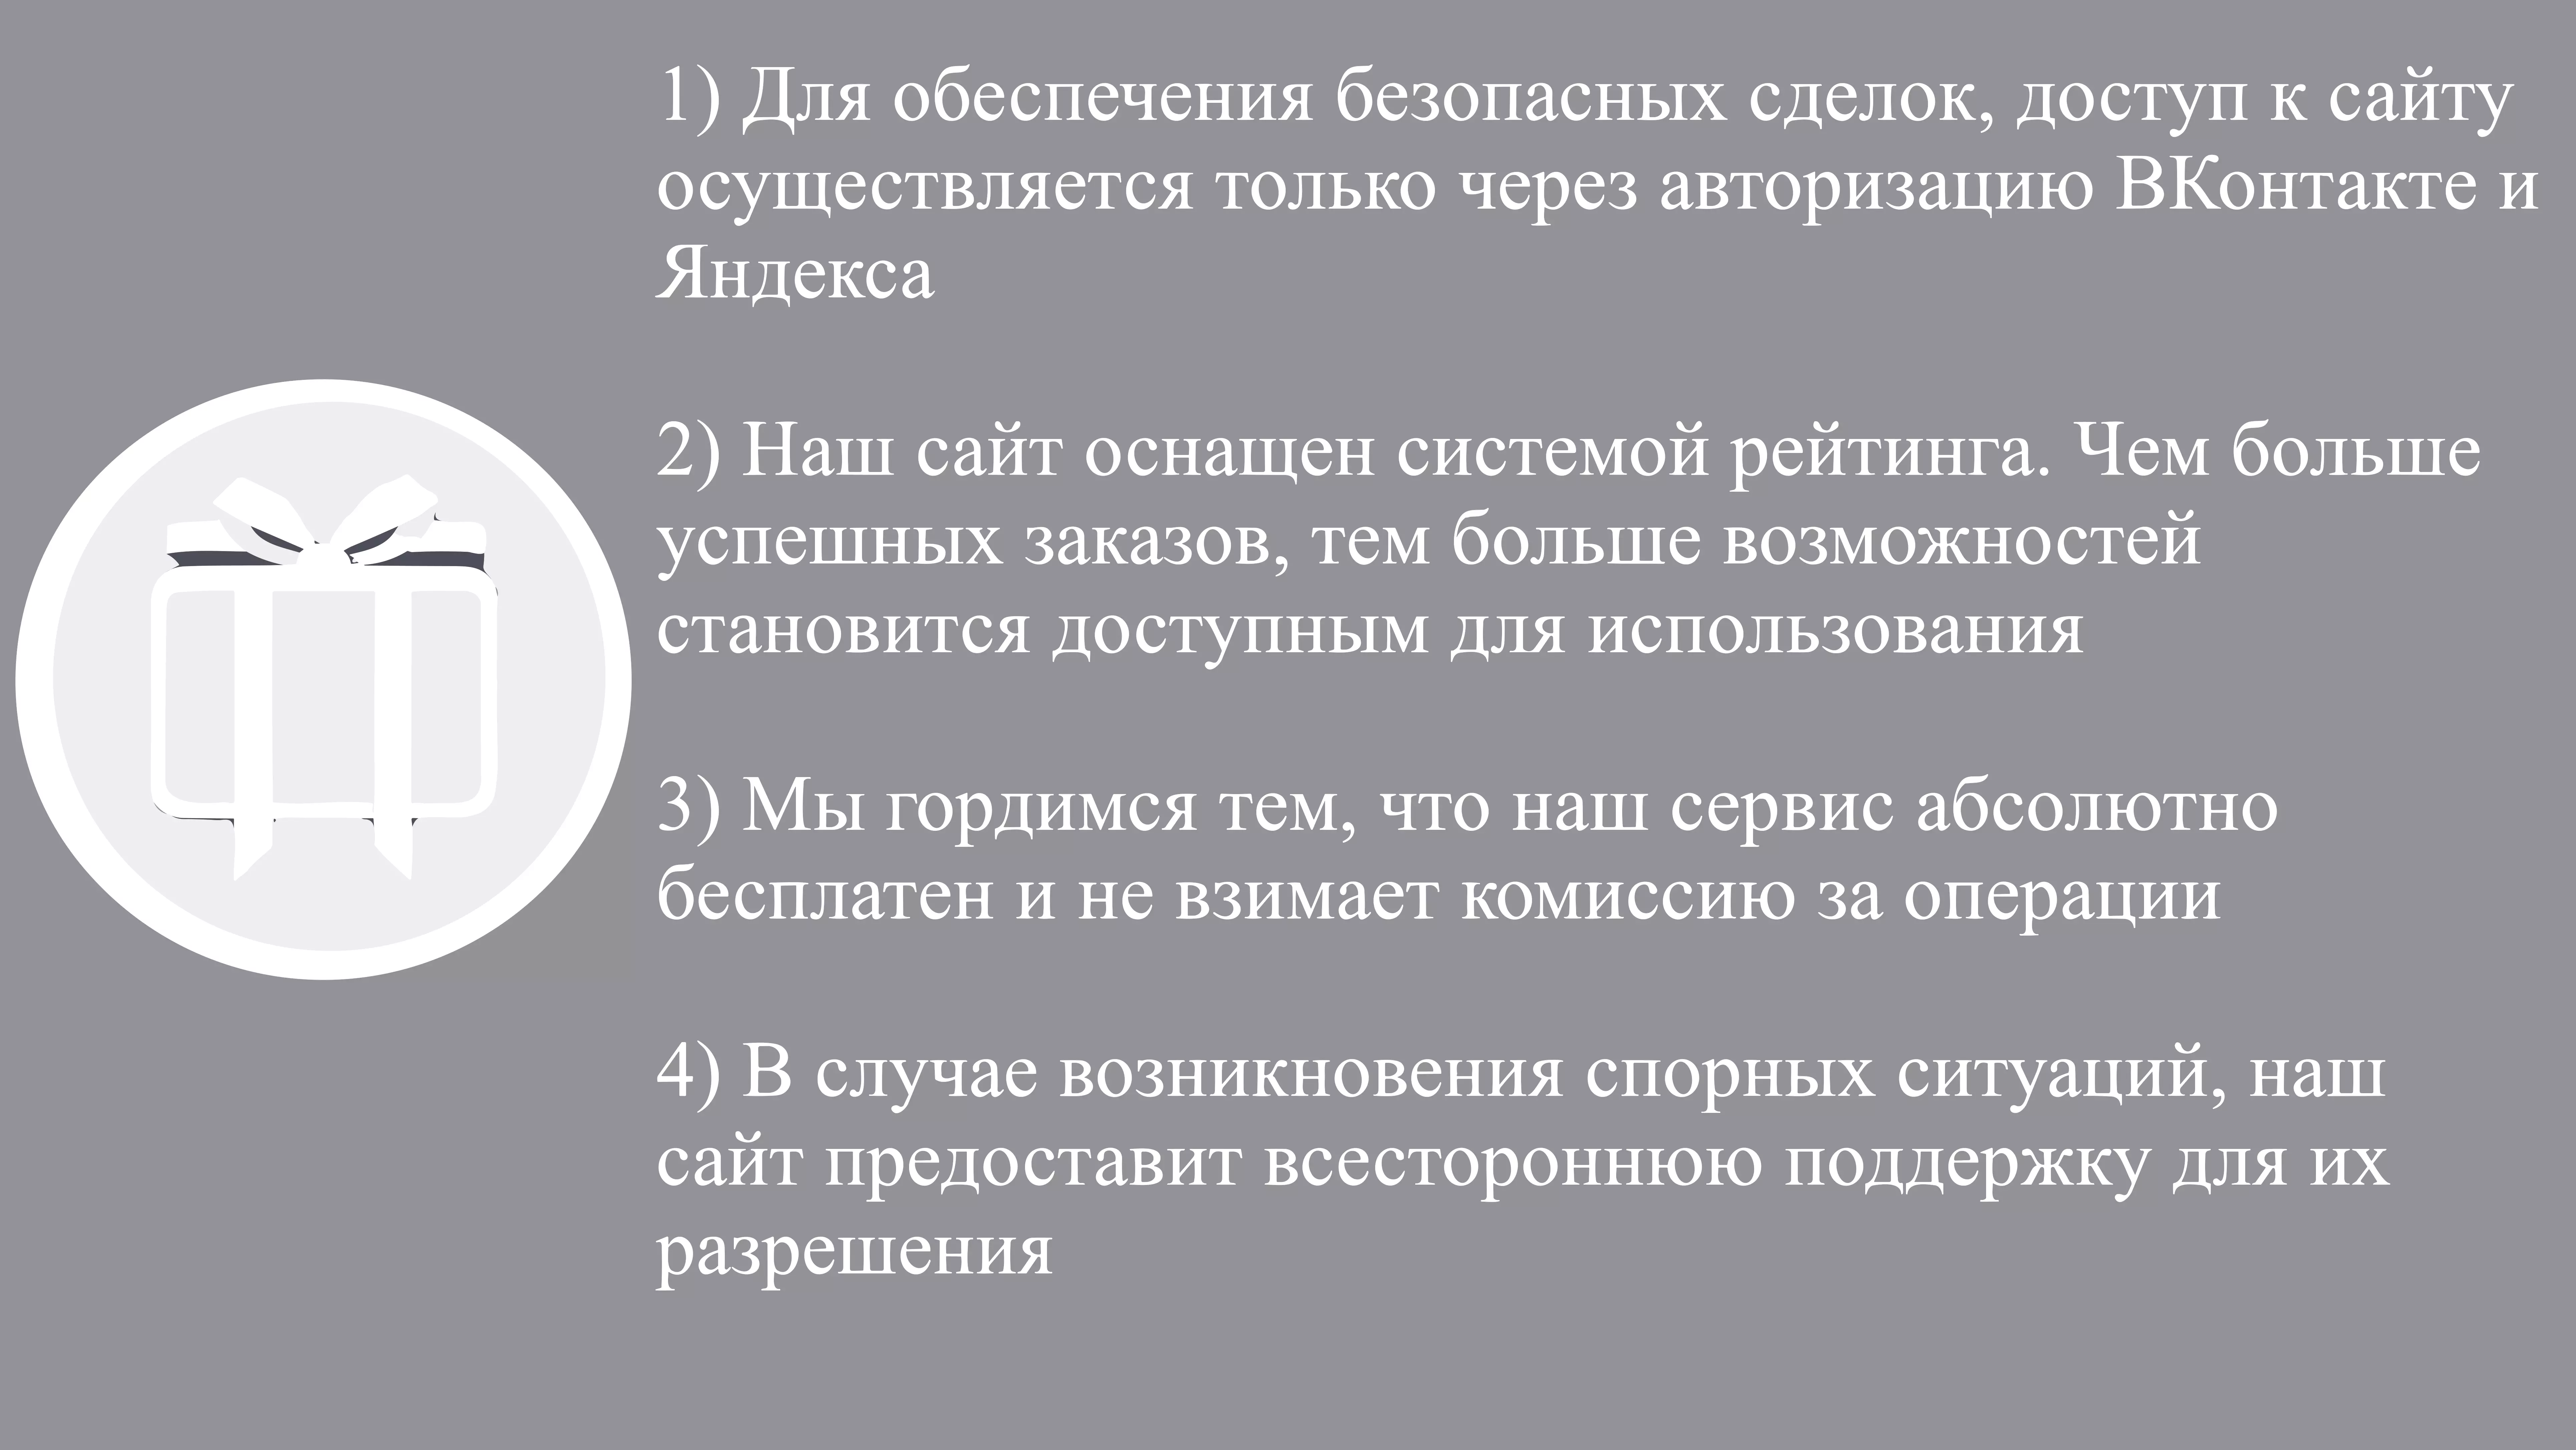 1) Для обеспечения безопасных сделок, доступ к сайту
осуществляется только через авторизацию ВКонтакте и
Яндекса
2) Наш сайт оснащен системой рейтинга. Чем больше
успешных заказов, тем больше возможностей
становится доступным для использования
3) Мы гордимся тем, что наш сервис абсолютно
бесплатен и не взимает комиссию за операции
4) В случае возникновения спорных ситуаций, наш
сайт предоставит всестороннюю поддержку для их
разрешения